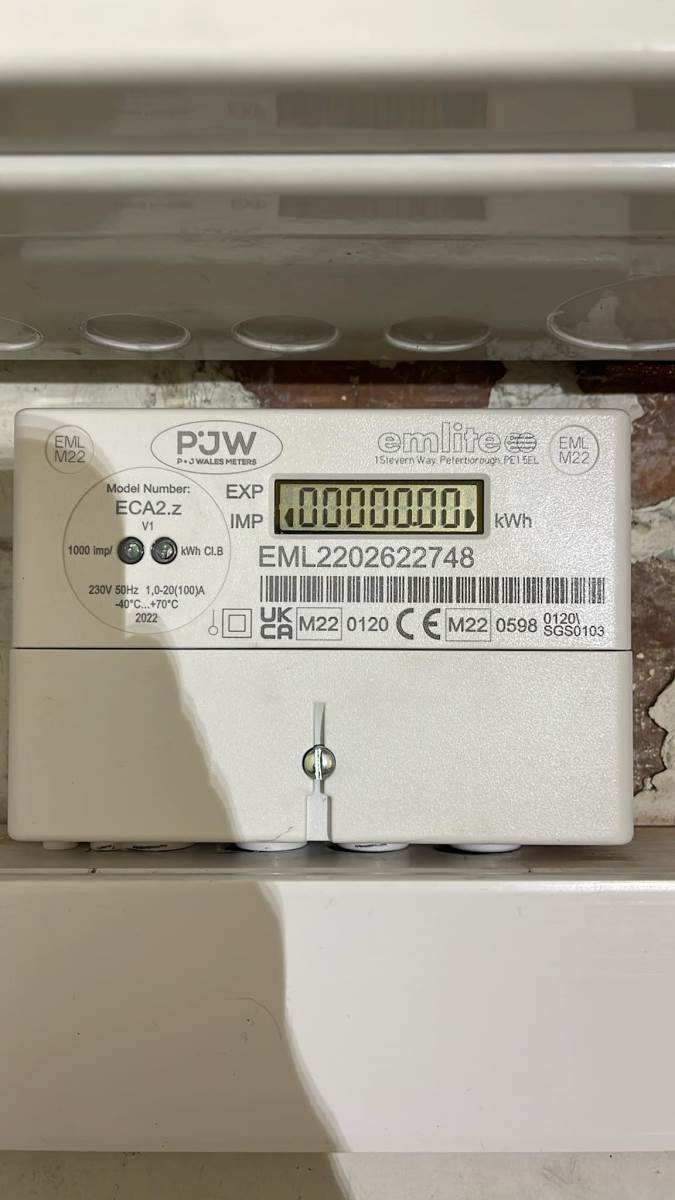 EML
M22
PJW
P+J WALES METERS
emlite
1 Stevern Way, Peterborough, PE1 5EL
EML
M22
Model Number:
ECA2.z
V1
1000 imp/ kWh Cl.B
230V 50Hz 1,0-20(100)A
-40°C...+70°C
2022
EXP
IMP
0000000
kWh
EML2202622748
UK
CA
M22 0120 CE M22 0598 0120\
SGS0103